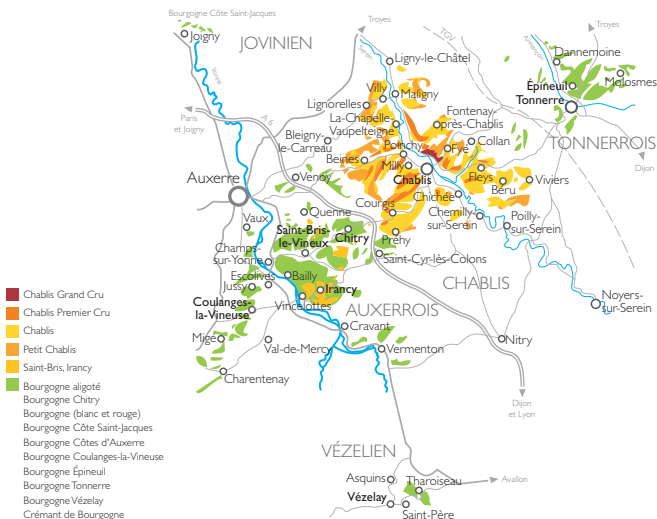 Bourgogne Côte Saint-Jacques
Joigny
JOVINIEN
Troyes
Troyes
TGV
Serein
Armançon
Yonne
Ligny-le-Châtel
Dannemoine
Molosmes
Épineuil
Tonnerre
Villy
Maligny
Lignorelles
La-Chapelle-
Vaupelteigne
Fontenay-
près-Chablis
Paris
et Joigny
A 6
Bleigny-
le-Carreau
Poinchy
Fyé
Collan
TONNERROIS
Beines
Milly
Dijon
Venoy
Chablis
Fleys
Béru
Viviers
Auxerre
Chichée
Quenne
Courgis
Chemilly-
sur-Serein
Poilly-
sur-Serein
Vaux
Saint-Bris-
le-Vineux
Chitry
Préhy
Champs-
sur-Yonne
Saint-Cyr-lès-Colons
Escolives
Bailly
CHABLIS
Jussy
Irancy
Noyers-
sur-Serein
Coulanges-
la-Vineuse
Vincelottes
AUXERROIS
Cravant
Migé
Val-de-Mercy
Vermenton
Nitry
Charentenay
Dijon
et Lyon
VÉZELIEN
Asquins
Tharoiseau
Avallon
Vézelay
Saint-Père
Chablis Grand Cru
Chablis Premier Cru
Chablis
Petit Chablis
Saint-Bris, Irancy
Bourgogne aligoté
Bourgogne Chitry
Bourgogne (blanc et rouge)
Bourgogne Côte Saint-Jacques
Bourgogne Côtes d'Auxerre
Bourgogne Coulanges-la-Vineuse
Bourgogne Épineuil
Bourgogne Tonnerre
Bourgogne Vézelay
Crémant de Bourgogne